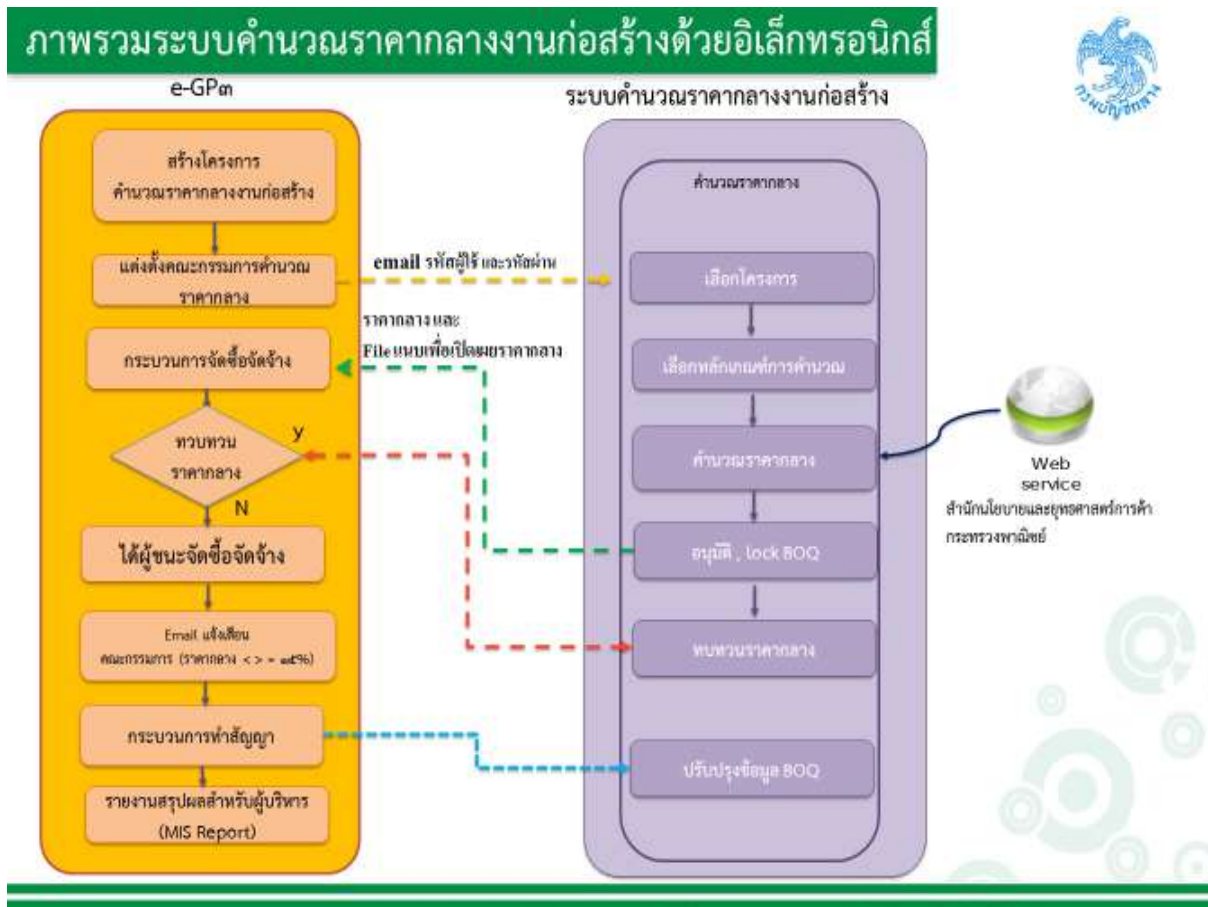 ภาพรวมระบบคำนวณราคากลางงานก่อสร้างด้วยอิเล็กทรอนิกส์
กรมบัญชีกลาง
e-GP๓
ระบบคำนวณราคากลางงานก่อสร้าง
สร้างโครงการ
คำนวณราคากลางงานก่อสร้าง
แต่งตั้งคณะกรรมการคำนวณ
ราคากลาง
กระบวนการจัดซื้อจัดจ้าง
ทวบทวน
ราคากลาง
y
N
ได้ผู้ชนะจัดซื้อจัดจ้าง
Email แจ้งเตือน
คณะกรรมการ (ราคากลาง < > = ๑๕%)
กระบวนการทำสัญญา
รายงานสรุปผลสำหรับผู้บริหาร
(MIS Report)
email รหัสผู้ใช้ และรหัสผ่าน
ราคากลาง และ
File แนบเพื่อเปิดเผยราคากลาง
คำนวณราคากลาง
เลือกโครงการ
เลือกหลักเกณฑ์การคำนวณ
คำนวณราคากลาง
อนุมัติ , lock BOQ
ทบทวนราคากลาง
ปรับปรุงข้อมูล BOQ
Web
service
สำนักนโยบายและยุทธศาสตร์การค้า
กระทรวงพาณิชย์